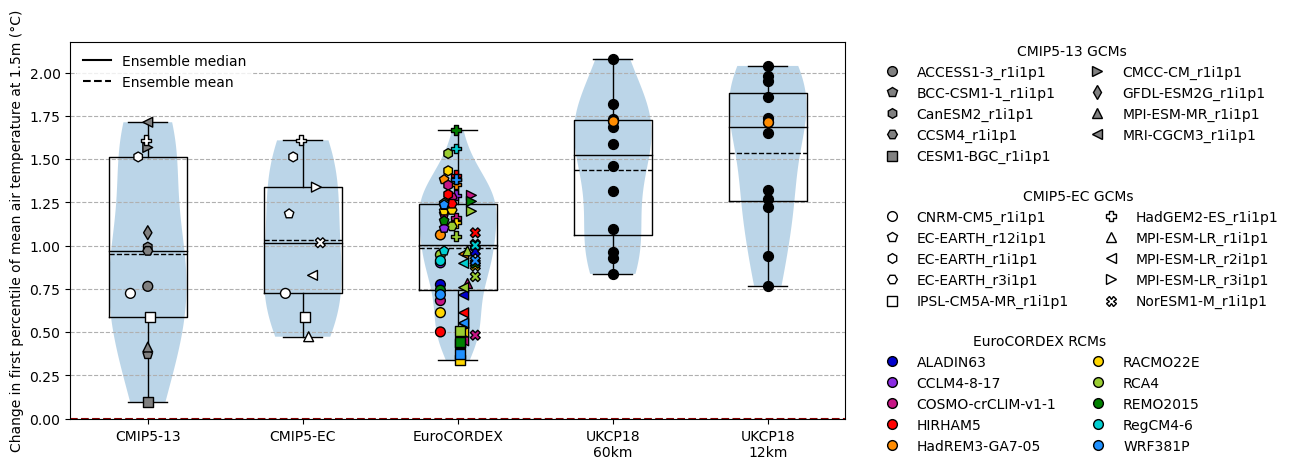 Change in first percentile of mean air temperature at 1.5m (°C)
2.00
1.75
1.50
1.25
1.00
0.75
0.50
0.25
0.00
Ensemble median
Ensemble mean
CMIP5-13
CMIP5-EC
EuroCORDEX
UKCP18
60km
UKCP18
12km
CMIP5-13 GCMs
ACCESS1-3_r1i1p1
BCC-CSM1-1_r1i1p1
CanESM2_r1i1p1
CCSM4_r1i1p1
CESM1-BGC_r1i1p1
CMCC-CM_r1i1p1
GFDL-ESM2G_r1i1p1
MPI-ESM-MR_r1i1p1
MRI-CGCM3_r1i1p1
CMIP5-EC GCMs
CNRM-CM5_r1i1p1
EC-EARTH_r12i1p1
EC-EARTH_r1i1p1
EC-EARTH_r3i1p1
IPSL-CM5A-MR_r1i1p1
HadGEM2-ES_r1i1p1
MPI-ESM-LR_r1i1p1
MPI-ESM-LR_r2i1p1
MPI-ESM-LR_r3i1p1
NorESM1-M_r1i1p1
EuroCORDEX RCMs
ALADIN63
CCLM4-8-17
COSMO-crCLIM-v1-1
HIRHAM5
HadREM3-GA7-05
RACMO22E
RCA4
REMO2015
RegCM4-6
WRF381P